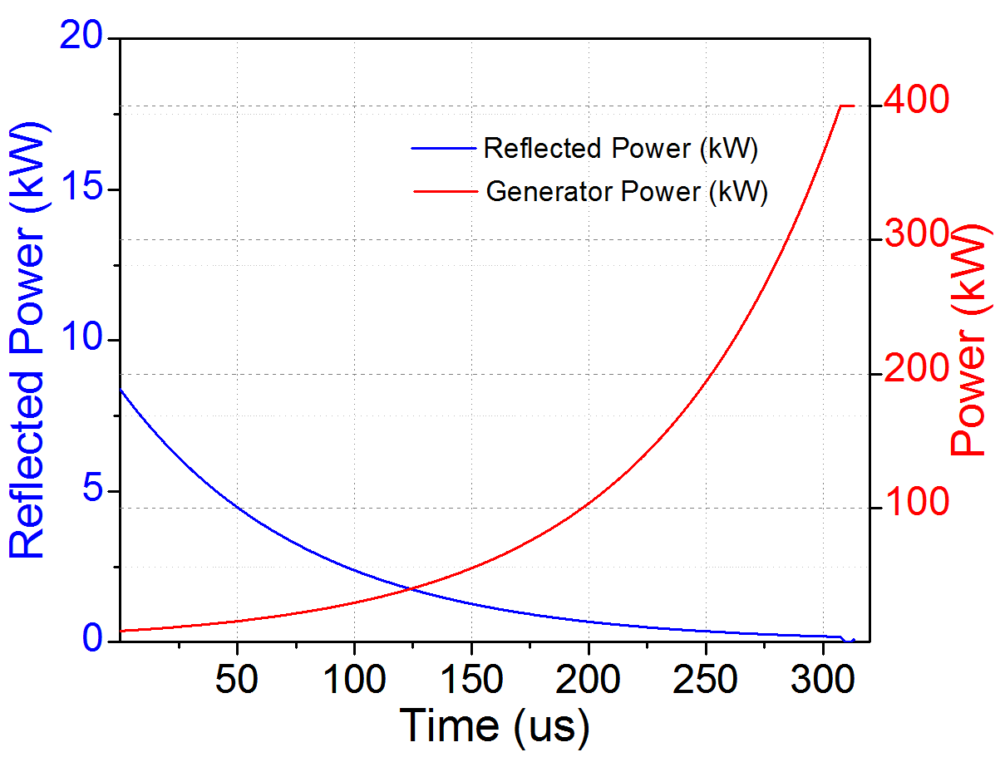 20
15
10
5
0
Reflected Power (kW)
Reflected Power (kW)
Generator Power (kW)
400
300
200
100
Power (kW)
50 100 150 200 250 300
Time (us)